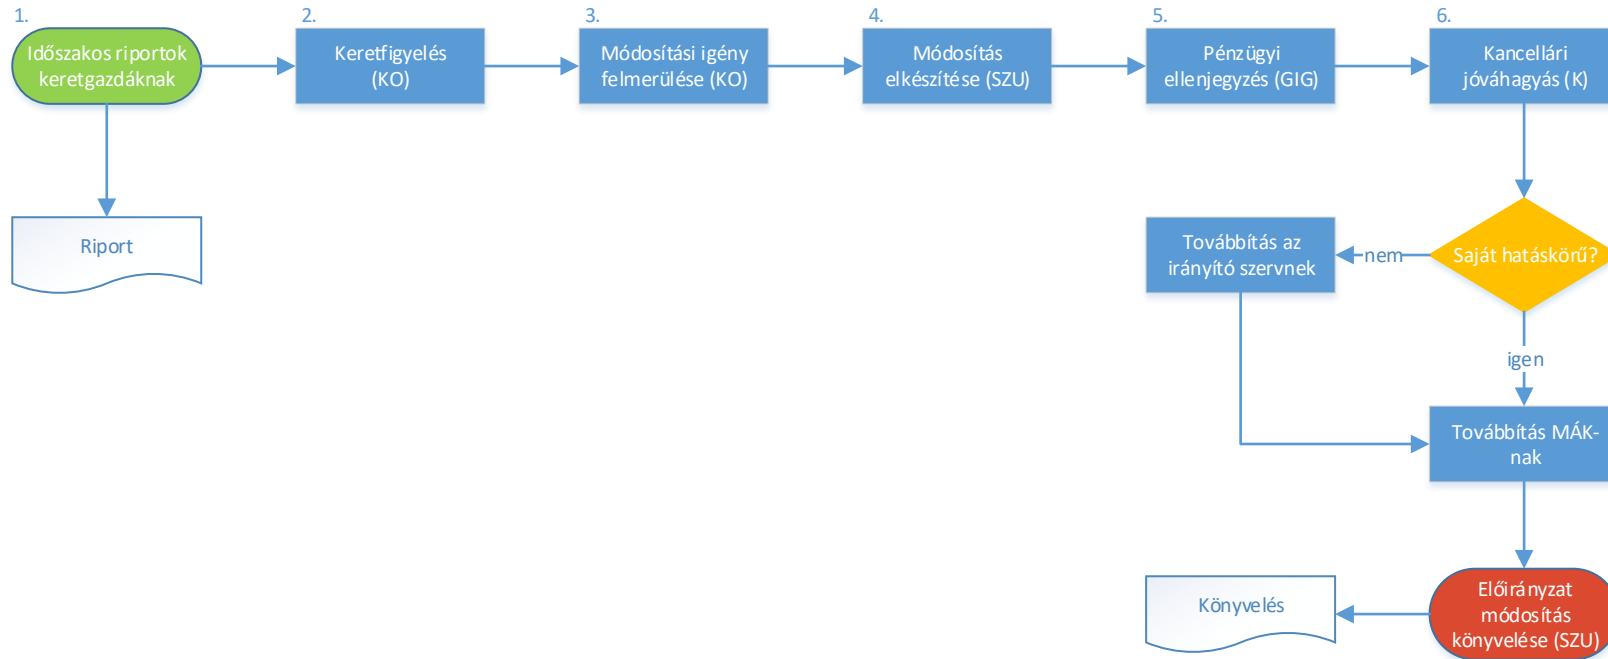 1.
Időszakos riportok
keretgazdáknak
2.
Keretfigyelés
(KO)
3.
Módosítási igény
felmerülése (KO)
4.
Módosítás
elkészítése (SZU)
5.
Pénzügyi
ellenjegyzés (GIG)
6.
Kancellári
jóváhagyás (K)
Riport
Továbbítás az
irányító szervnek
nem
Saját hatáskörű?
igen
Továbbítás MÁK-
nak
Könyvelés
Előirányzat
módosítás
könyvelése (SZU)